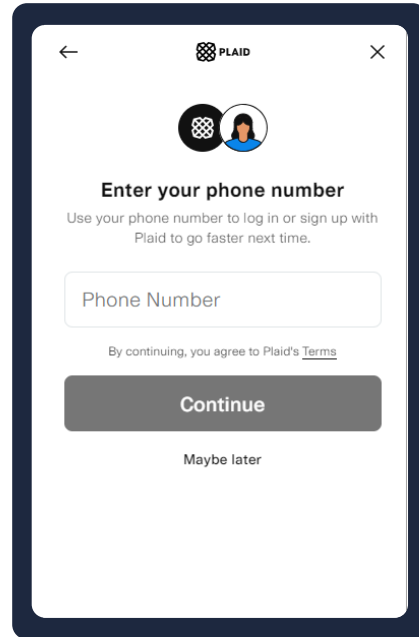 PLAID
Enter your phone number
Use your phone number to log in or sign up with
Plaid to go faster next time.
Phone Number
By continuing, you agree to Plaid's Terms
Continue
Maybe later